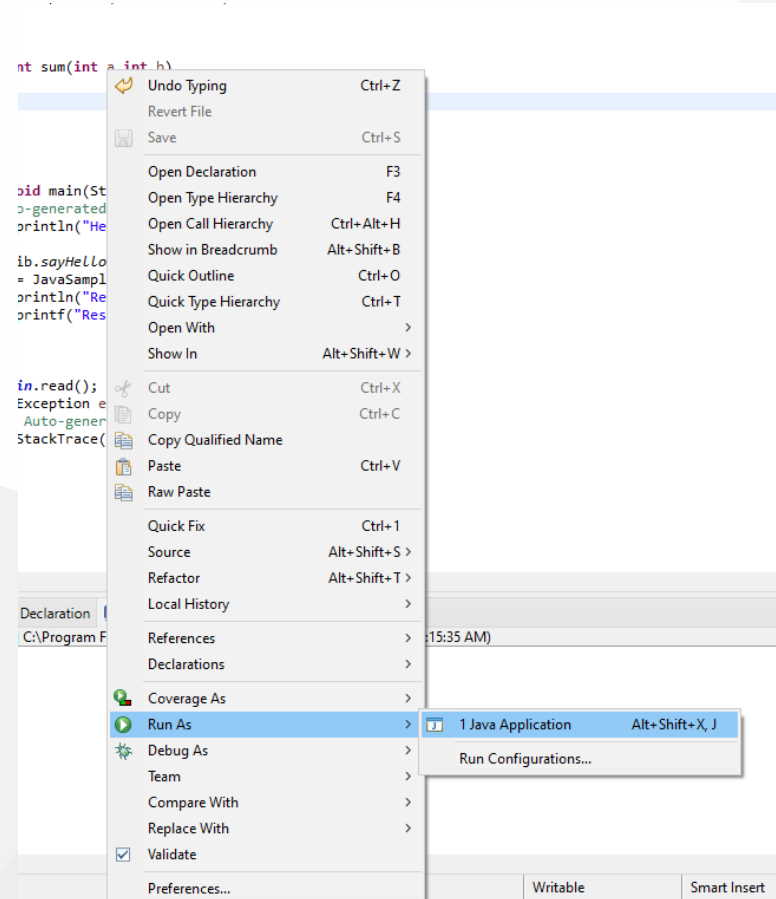 nt sum(int a,int b)
Undo Typing Ctrl+Z
Revert File
Save Ctrl+S
Open Declaration F3
oid main(St
Open Type Hierarchy F4
o-generated
Open Call Hierarchy Ctrl+Alt+H
println("He
Show in Breadcrumb Alt+Shift+B
ib.sayHello
Quick Outline Ctrl+O
= JavaSampl
Quick Type Hierarchy Ctrl+T
println("Re
printf("Res
Open With >
Show In Alt+Shift+W >
in.read();
Cut Ctrl+X
Exception e
Copy Ctrl+C
Auto-gener
StackTrace(
Copy Qualified Name
Paste Ctrl+V
Raw Paste
Quick Fix Ctrl+1
Source Alt+Shift+S >
Refactor Alt+Shift+T >
Local History >
Declaration
C:\Program F
References >
:15:35 AM)
Declarations >
Coverage As >
Run As >
1 Java Application Alt+Shift+X, J
Debug As >
Run Configurations...
Team >
Compare With >
Replace With >
Validate
Preferences...
Writable
Smart Insert